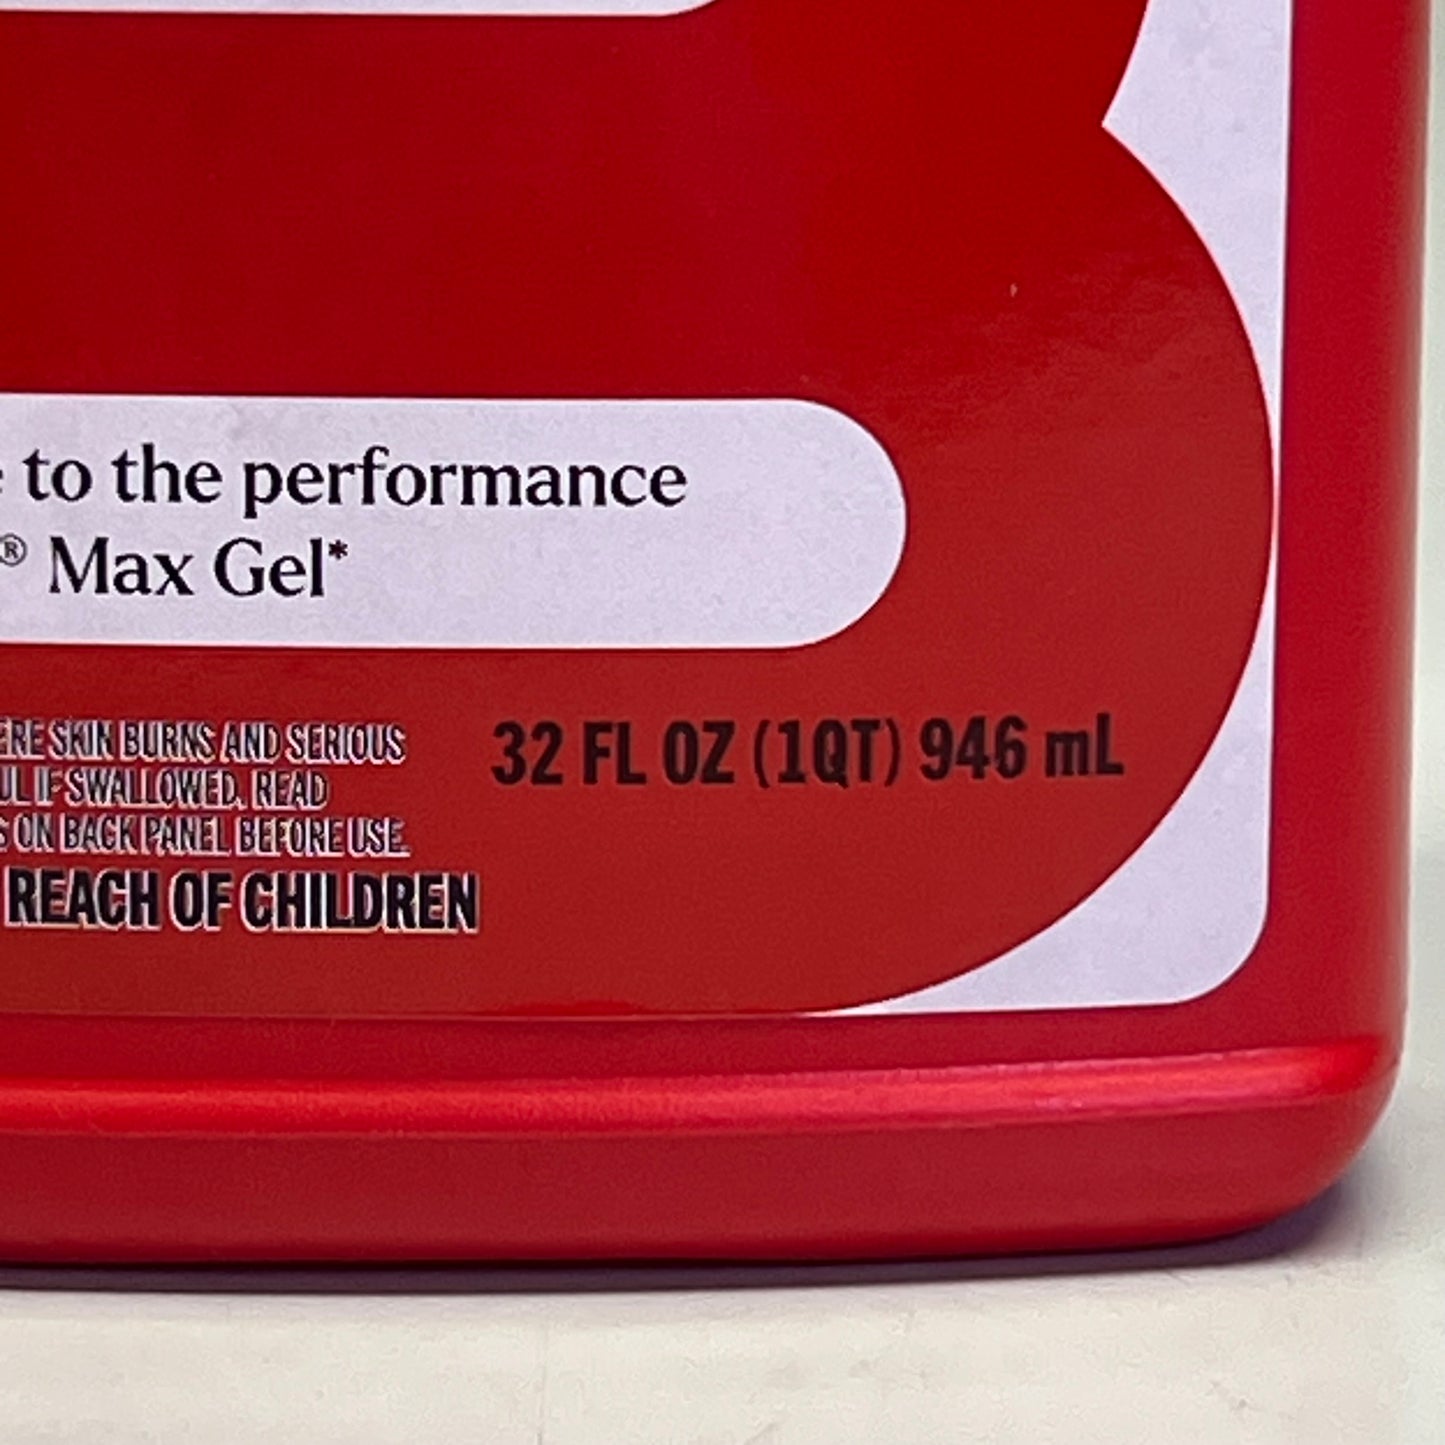 to the performance
® Max Gel*
ERE SKIN BURNS AND SERIOUS
UL IF SWALLOWED. READ
S ON BACK PANEL BEFORE USE.
REACH OF CHILDREN
32 FL OZ (1QT) 946 mL